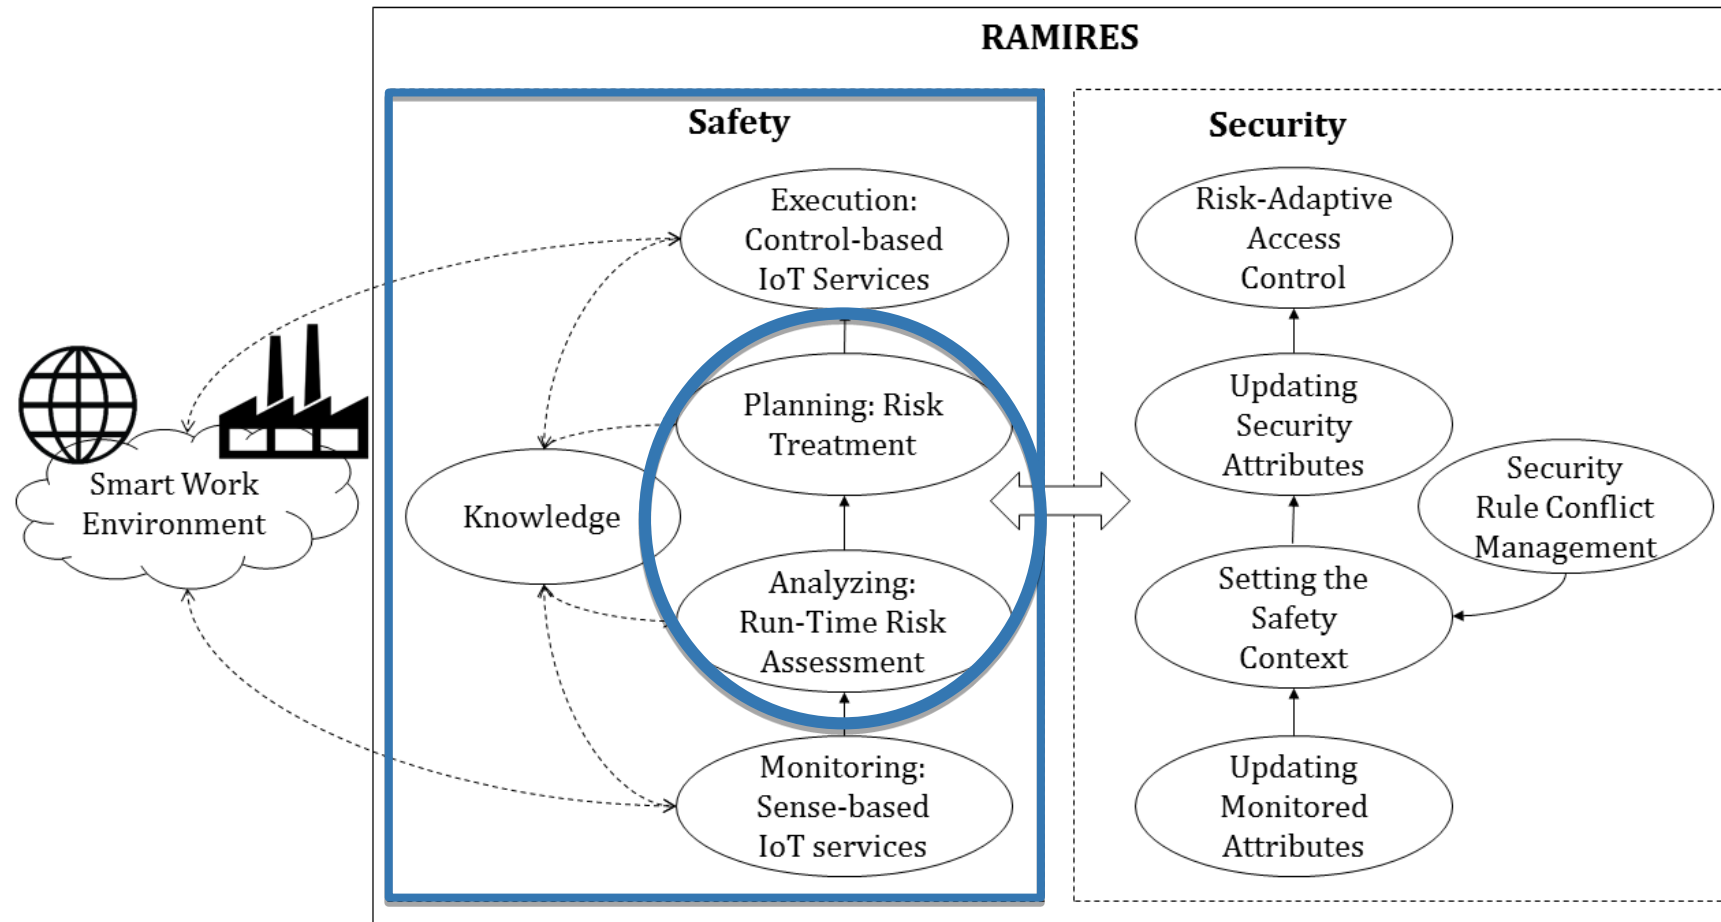 RAMIRES
Safety
Security
Execution:
Control-based
IoT Services
Planning: Risk
Treatment
Knowledge
Analyzing:
Run-Time Risk
Assessment
Monitoring:
Sense-based
IoT services
Smart Work
Environment
Risk-Adaptive
Access
Control
Updating
Security
Attributes
Security
Rule Conflict
Management
Setting the
Safety
Context
Updating
Monitored
Attributes